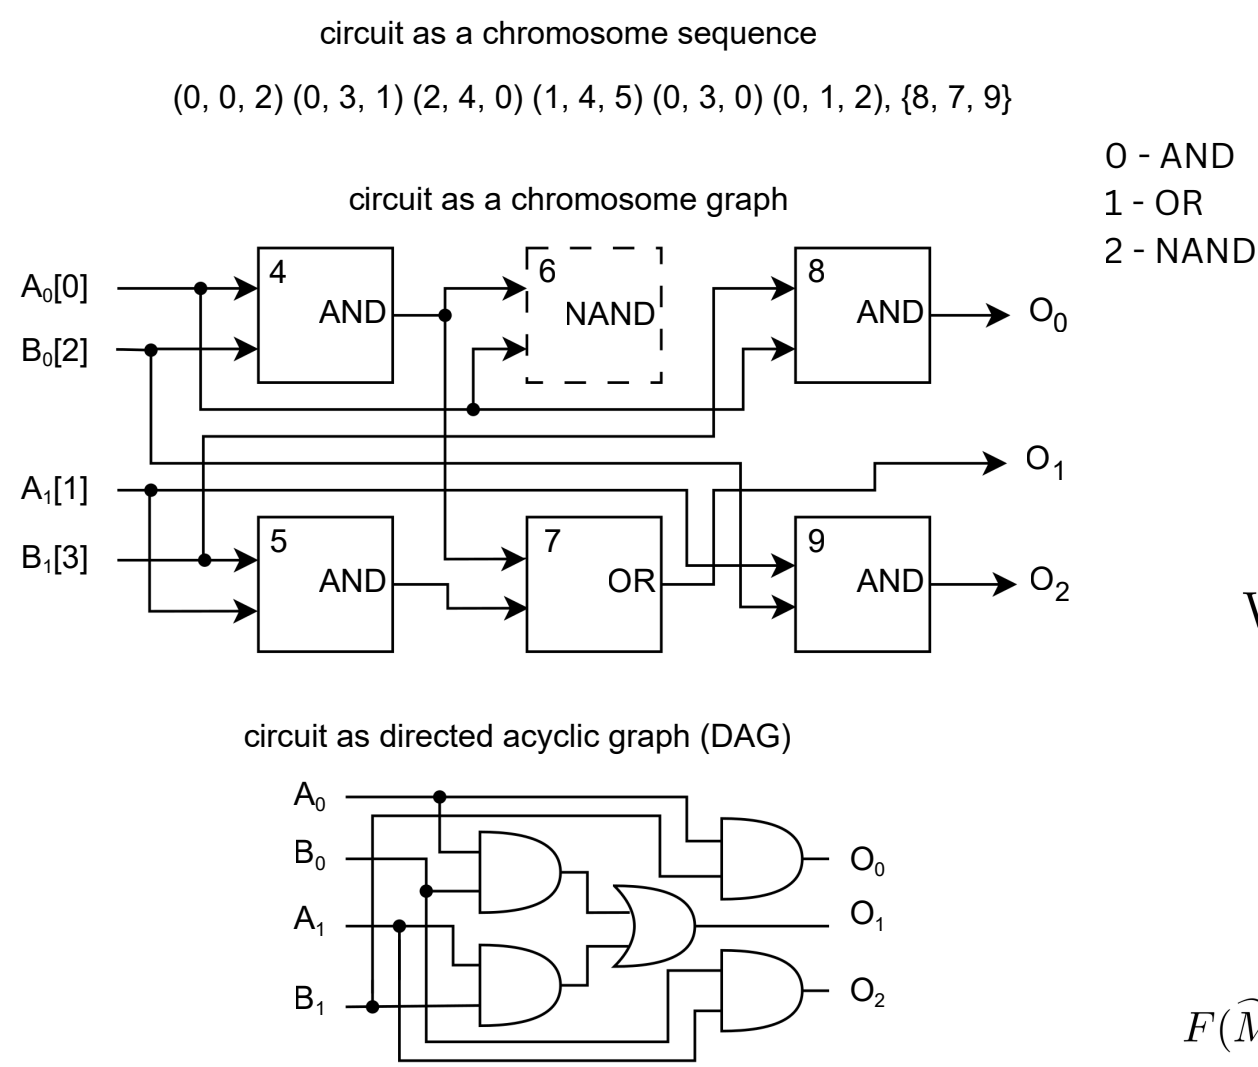 circuit as a chromosome sequence
(0, 0, 2) (0, 3, 1) (2, 4, 0) (1, 4, 5) (0, 3, 0) (0, 1, 2), {8, 7, 9}
0 - AND
1 - OR
2 - NAND
circuit as a chromosome graph
A₀[0]
B₀[2]
A₁[1]
B₁[3]
4
AND
6
NAND
8
AND
O₀
O₁
5
AND
7
OR
9
AND
O₂
circuit as directed acyclic graph (DAG)
A₀
B₀
A₁
B₁
O₀
O₁
O₂
F(